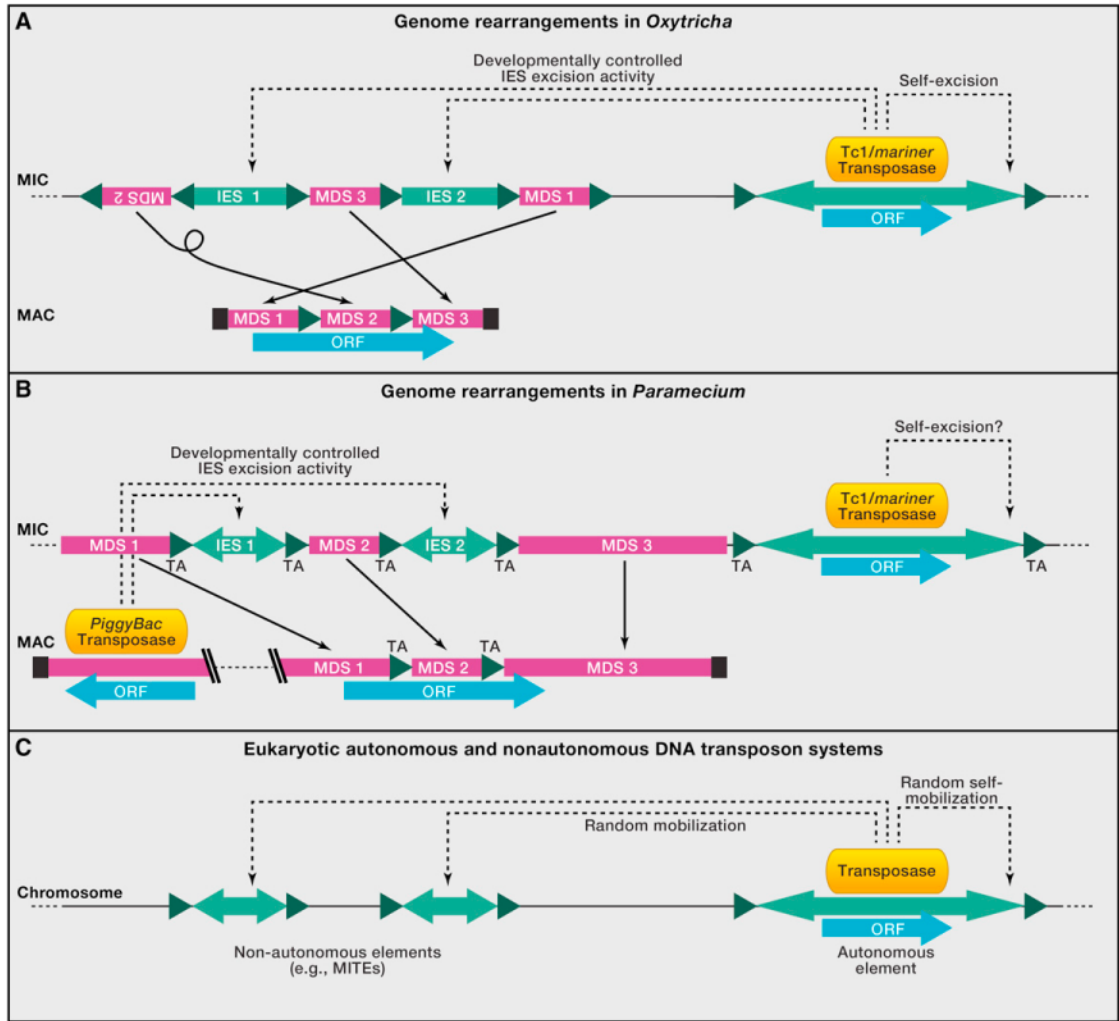 A
Genome rearrangements in Oxytricha
Developmentally controlled
IES excision activity
Self-excision
Tc1/mariner
Transposase
MIC
MDS 2
IES 1
MDS 3
IES 2
MDS 1
ORF
MAC
MDS 1
MDS 2
MDS 3
ORF
B
Genome rearrangements in Paramecium
Self-excision?
Developmentally controlled
IES excision activity
Tc1/mariner
Transposase
MIC
MDS 1
IES 1
MDS 2
IES 2
MDS 3
ORF
TA
TA
TA
TA
TA
TA
PiggyBac
Transposase
MAC
TA
TA
MDS 1
MDS 2
MDS 3
ORF
ORF
C
Eukaryotic autonomous and nonautonomous DNA transposon systems
Random self-
mobilization
Random mobilization
Transposase
Chromosome
ORF
Non-autonomous elements
(e.g., MITEs)
Autonomous
element